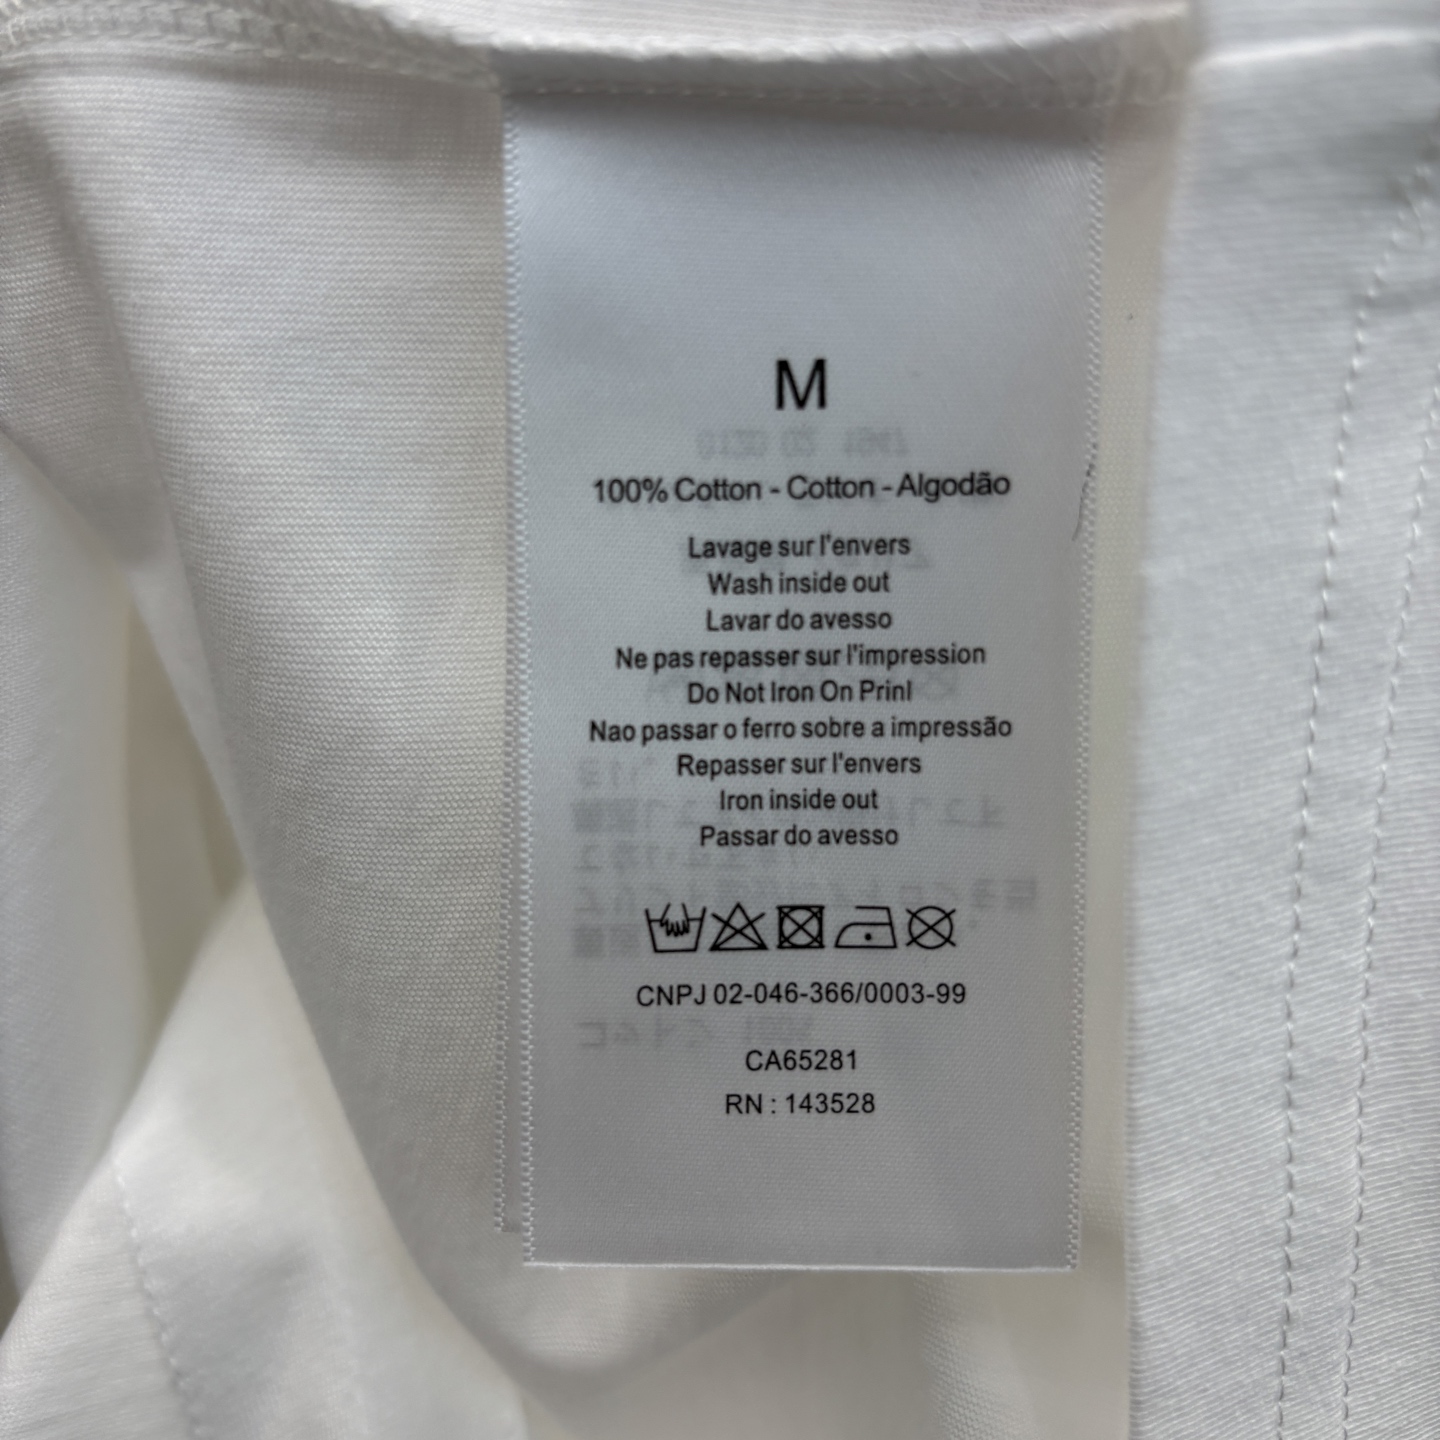 M
100% Cotton - Cotton - Algodão
Lavage sur l'envers
Wash inside out
Lavar do avesso
Ne pas repasser sur l'impression
Do Not Iron On Prinl
Nao passar o ferro sobre a impressão
Repasser sur l'envers
Iron inside out
Passar do avesso
CNPJ 02-046-366/0003-99
CA65281
RN : 143528